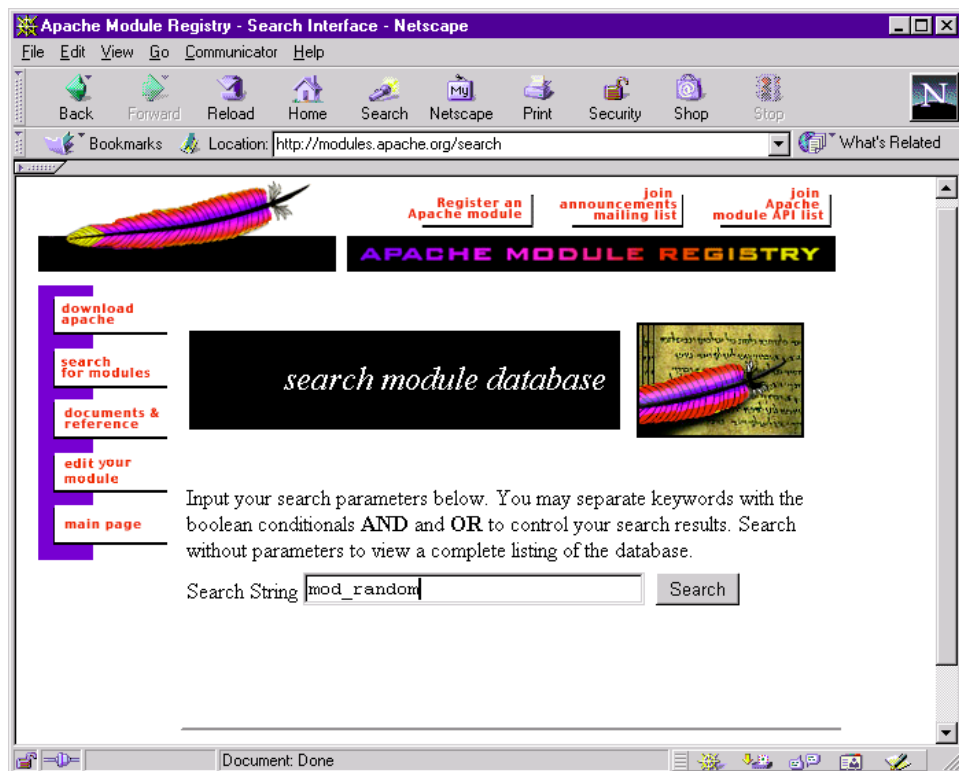 Apache Module Registry - Search Interface - Netscape
File Edit View Go Communicator Help
Back Forward Reload Home Search Netscape Print Security Shop Stop
My
N
Bookmarks Location: http://modules.apache.org/search What's Related
Register an
Apache module
join
announcements
mailing list
join
Apache
module API list
APACHE MODULE REGISTRY
download
apache
search
for modules
documents &
reference
edit your
module
main page
search module database
Input your search parameters below. You may separate keywords with the
boolean conditionals AND and OR to control your search results. Search
without parameters to view a complete listing of the database.
Search String mod_random Search
Document: Done